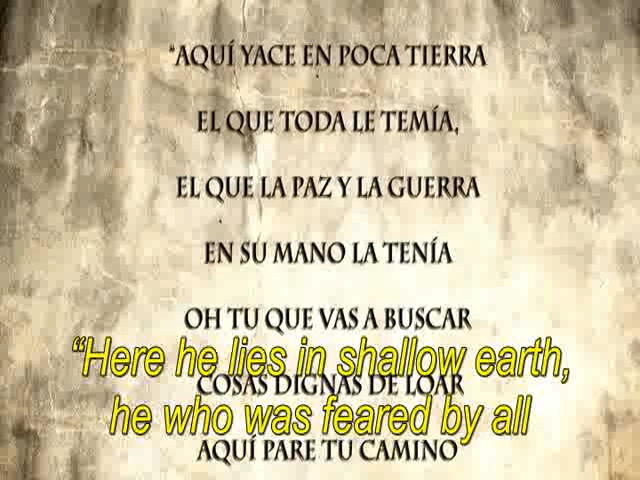 “AQUÍ YACE EN POCA TIERRA
EL QUE TODA LE TEMÍA,
EL QUE LA PAZ Y LA GUERRA
EN SU MANO LA TENÍA
OH TU QUE VAS A BUSCAR
“Here he lies in shallow earth,
COSAS DIGNAS DE LOAR
he who was feared by all
AQUÍ PARE TU CAMINO